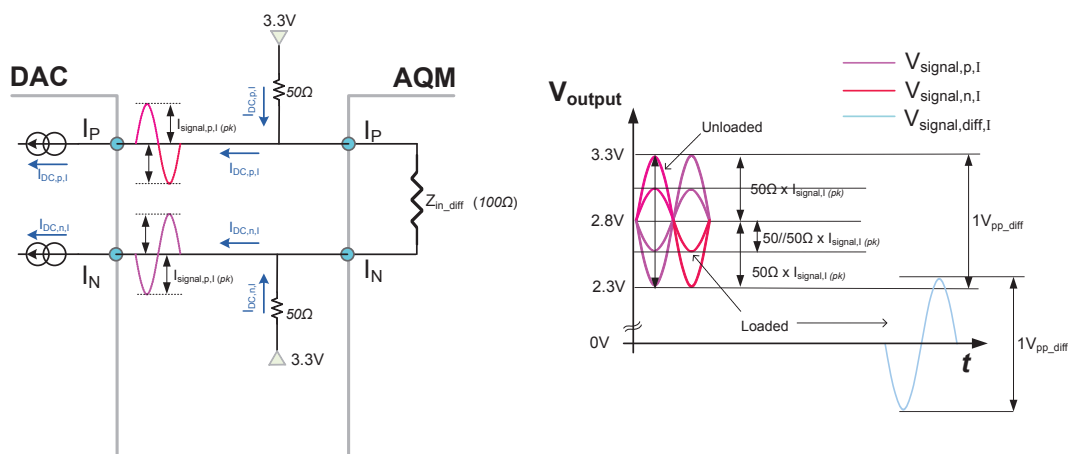 3.3V
DAC
AQM
50Ω
I_DC,p,I
I_signal,p,I (pk)
I_P
I_P
I_DC,p,I
I_DC,p,I
Z_in_diff (100Ω)
I_DC,n,I
I_DC,n,I
I_N
I_N
I_signal,p,I (pk)
I_DC,n,I
50Ω
3.3V
V_signal,p,I
V_signal,n,I
V_signal,diff,I
V_output
Unloaded
3.3V
50Ω x I_signal,I (pk)
2.8V
1V_pp_diff
50//50Ω x I_signal,I (pk)
50Ω x I_signal,I (pk)
2.3V
Loaded
0V
t
1V_pp_diff